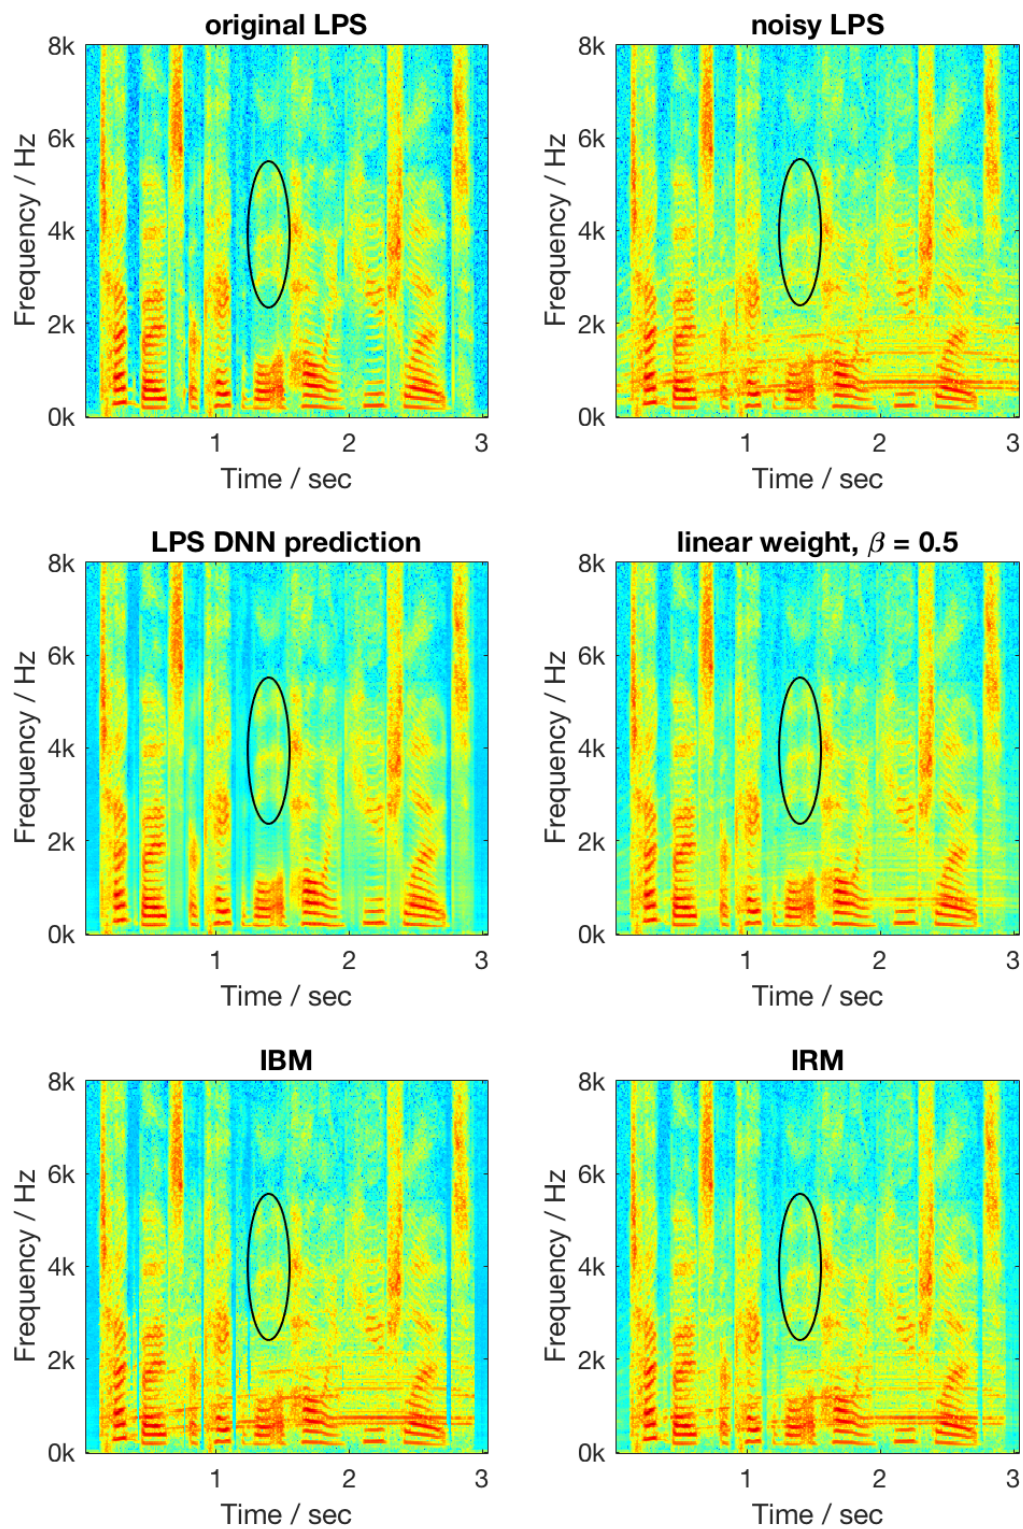 original LPS
noisy LPS
8k
6k
4k
2k
0k
Frequency / Hz
1
2
3
Time / sec
8k
6k
4k
2k
0k
Frequency / Hz
1
2
3
Time / sec
LPS DNN prediction
linear weight, β = 0.5
8k
6k
4k
2k
0k
Frequency / Hz
1
2
3
Time / sec
8k
6k
4k
2k
0k
Frequency / Hz
1
2
3
Time / sec
IBM
IRM
8k
6k
4k
2k
0k
Frequency / Hz
1
2
3
Time / sec
8k
6k
4k
2k
0k
Frequency / Hz
1
2
3
Time / sec